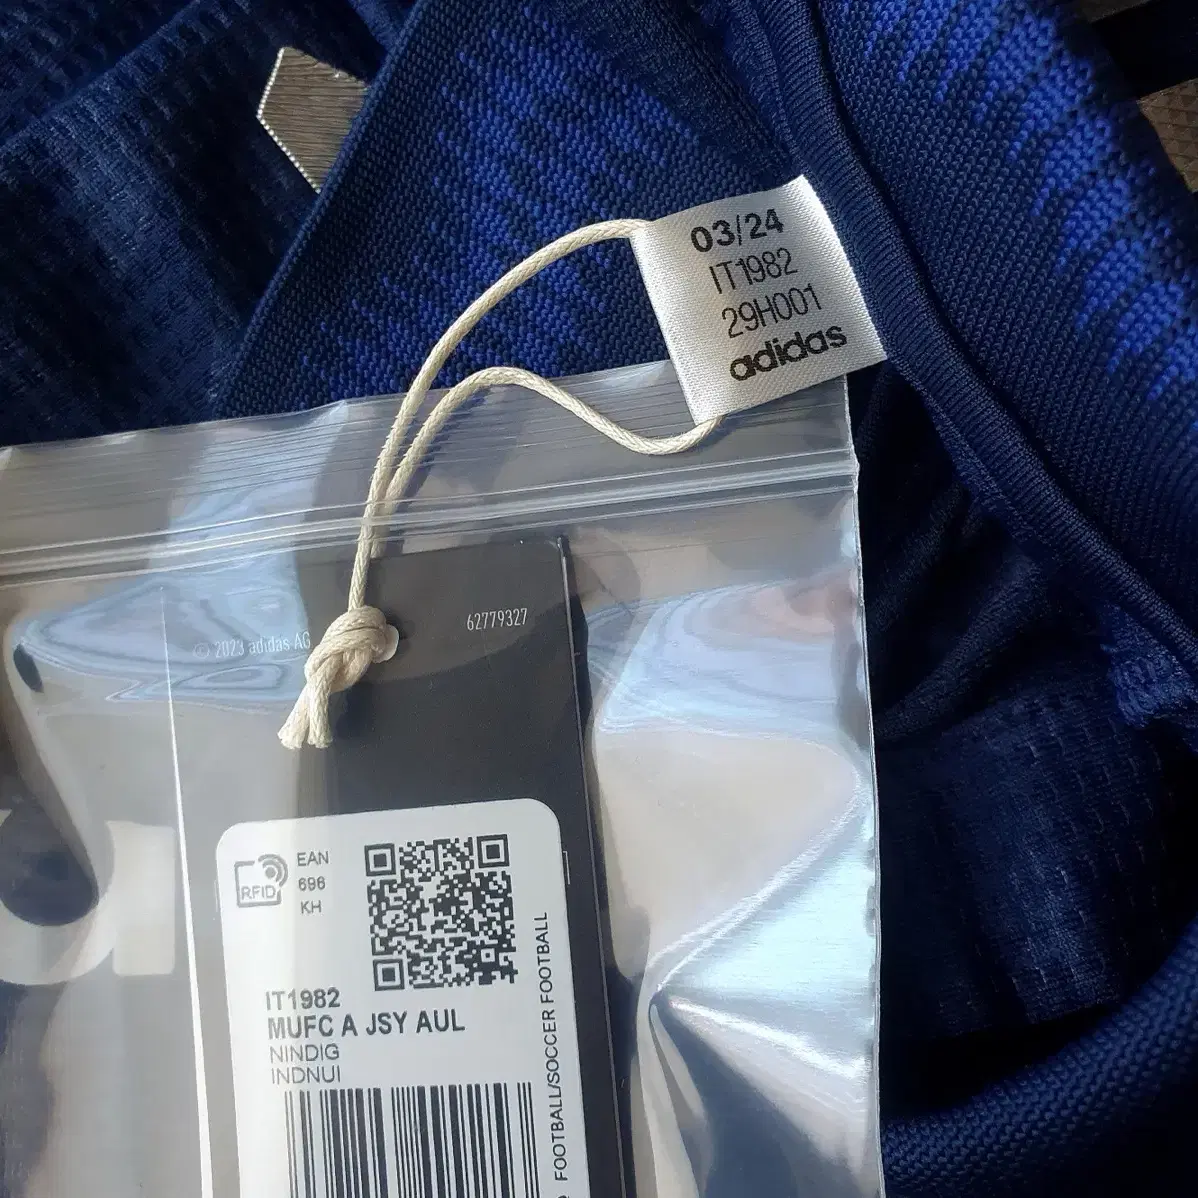 03/24
IT1982
29H001
adidas
62779327
© 2023 adidas AG
RFID
EAN
696
KH
IT1982
MUFC A JSY AUL
NINDIG
INDNUI
FOOTBALL/SOCCER FOOTBALL